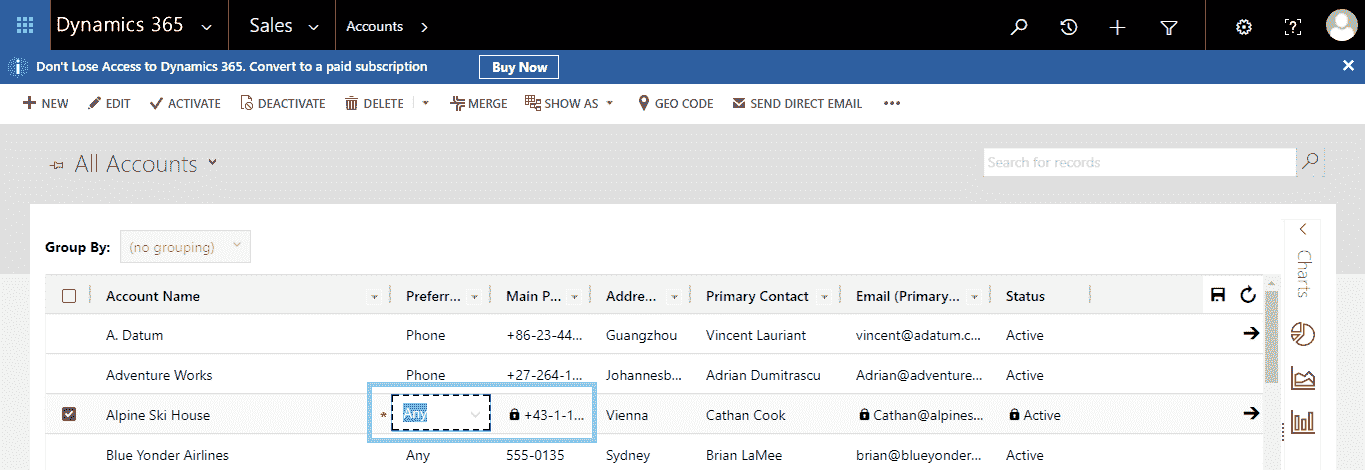 Dynamics 365 Sales Accounts
Don't Lose Access to Dynamics 365. Convert to a paid subscription Buy Now
NEW EDIT ACTIVATE DEACTIVATE DELETE MERGE SHOW AS GEO CODE SEND DIRECT EMAIL •••
All Accounts Search for records
Group By: (no grouping)
Charts
Account Name Preferr... Main P... Addre... Primary Contact Email (Primary... Status
A. Datum Phone +86-23-44... Guangzhou Vincent Lauriant vincent@adatum.c... Active
Adventure Works Phone +27-264-1... Johannesb... Adrian Dumitrascu Adrian@adventure... Active
Alpine Ski House * Any +43-1-1... Vienna Cathan Cook Cathan@alpines... Active
Blue Yonder Airlines Any 555-0135 Sydney Brian LaMee brian@blueyonder... Active